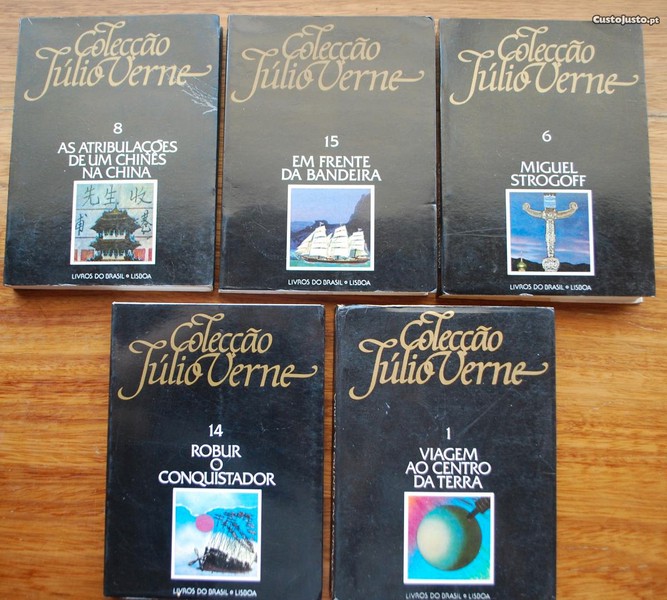 CustoJusto.pt
Colecção
Júlio Verne
8
AS ATRIBULAÇÕES
DE UM CHINÊS
NA CHINA
先生收
LIVROS DO BRASIL • LISBOA
Colecção
Júlio Verne
15
EM FRENTE
DA BANDEIRA
LIVROS DO BRASIL • LISBOA
Colecção
Júlio Verne
6
MIGUEL
STROGOFF
LIVROS DO BRASIL • LISBOA
Colecção
Júlio Verne
14
ROBUR
O
CONQUISTADOR
LIVROS DO BRASIL • LISBOA
Colecção
Júlio Verne
1
VIAGEM
AO CENTRO
DA TERRA
LIVROS DO BRASIL • LISBOA